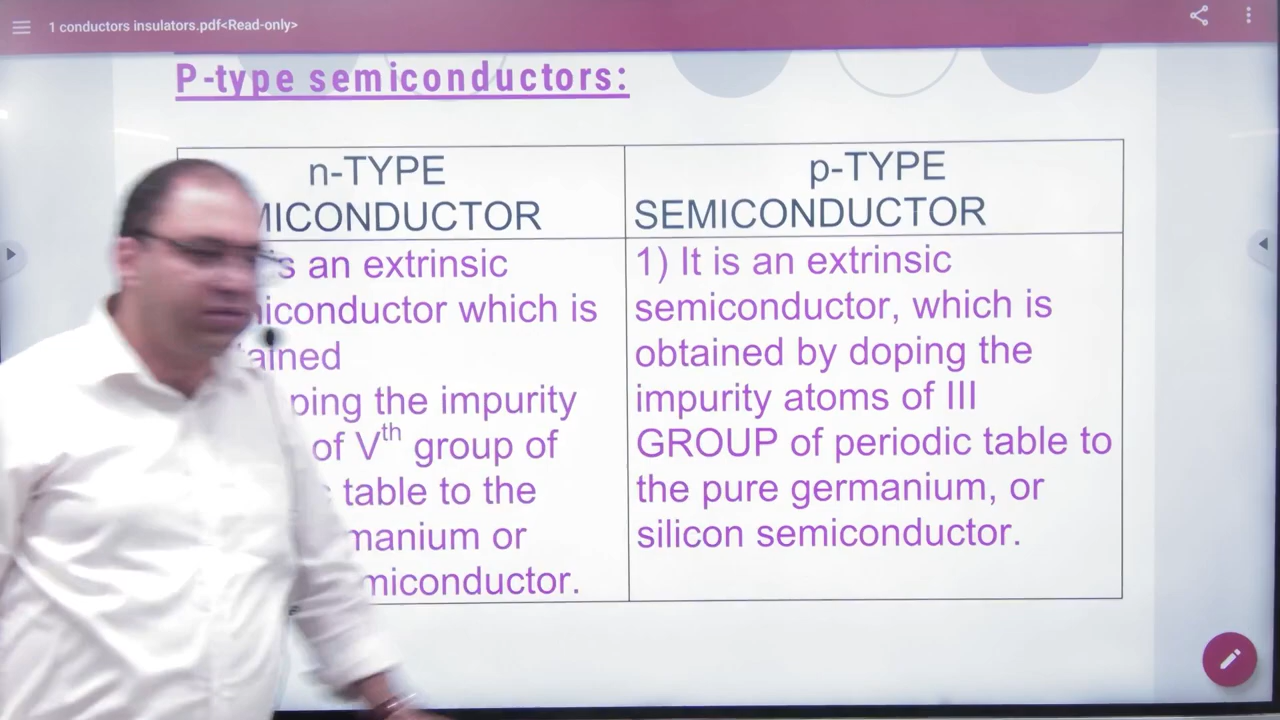 1 conductors insulators.pdf<Read-only>
P-type semiconductors:
n-TYPE
MICONDUCTOR
p-TYPE
SEMICONDUCTOR
s an extrinsic
iconductor which is
ained
ping the impurity
of Vth group of
table to the
manium or
miconductor.
1) It is an extrinsic
semiconductor, which is
obtained by doping the
impurity atoms of III
GROUP of periodic table to
the pure germanium, or
silicon semiconductor.